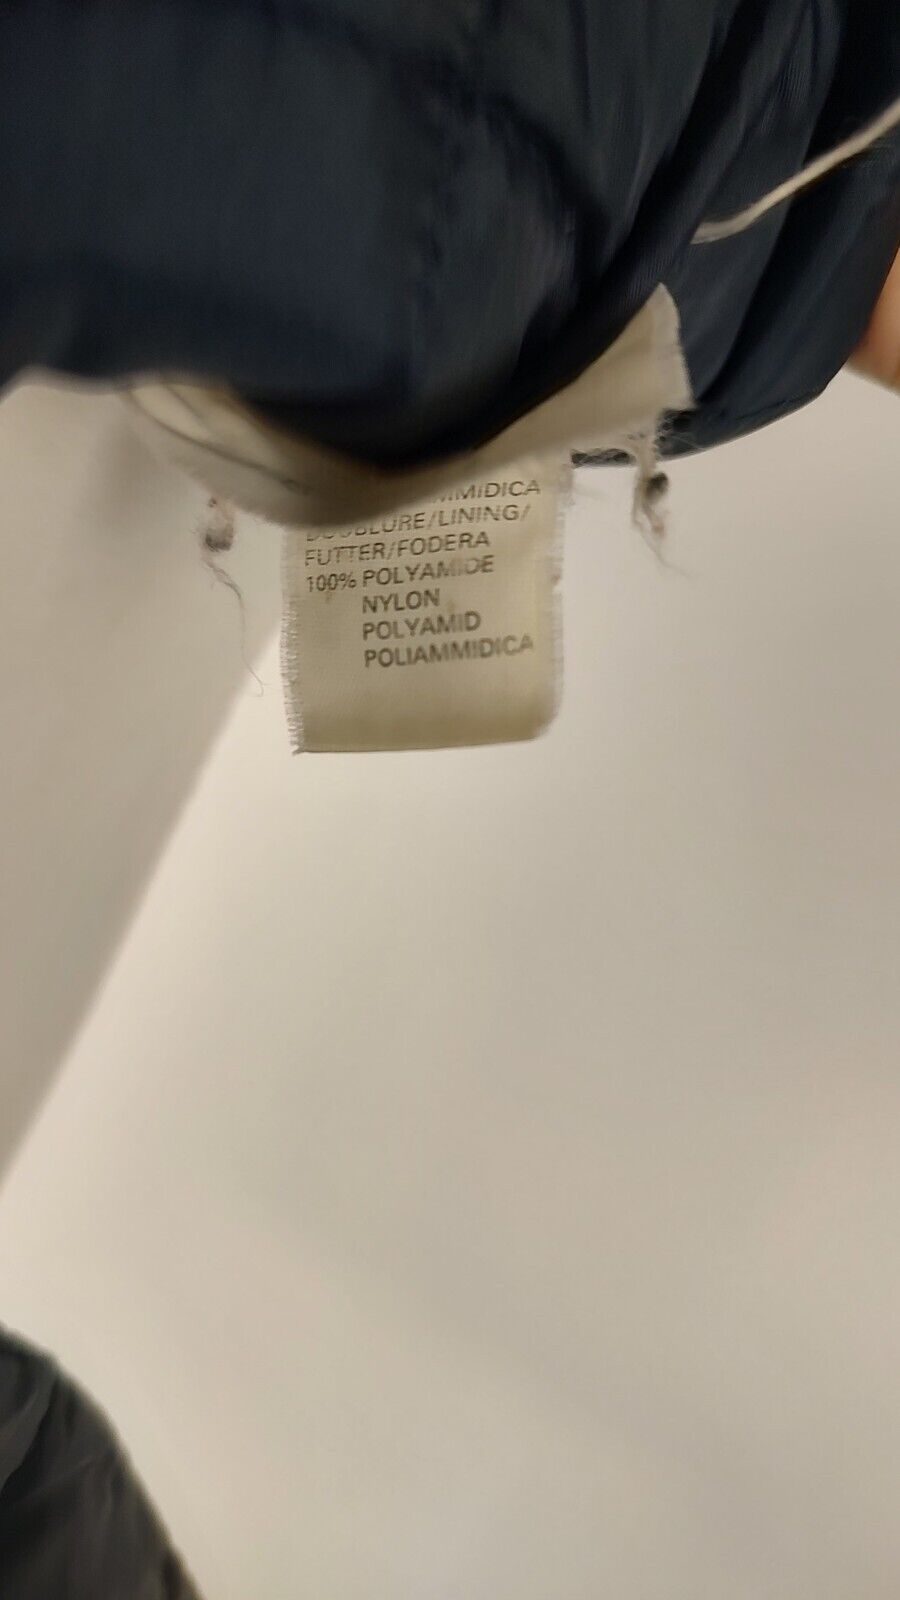 DOUBLURE/LINING/
FUTTER/FODERA
100% POLYAMIDE
NYLON
POLYAMID
POLIAMMIDICA